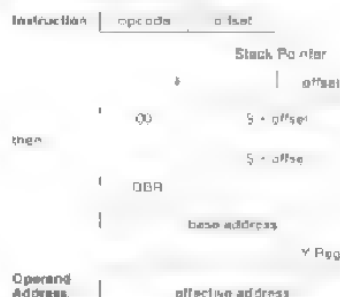 Instruction opcode offset
Stack Pointer
+ offset
00 S + offset
then
S + offset
DBR
base address
Y Reg
Operand
Address effective address